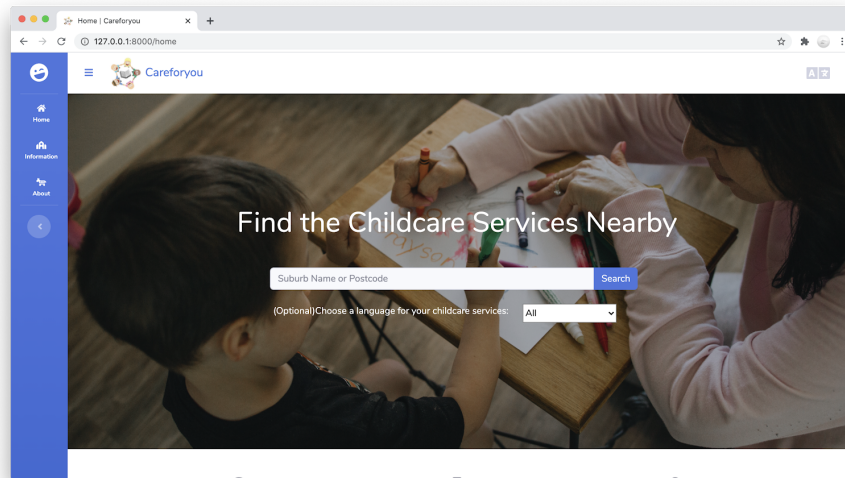 Home | Careforyou
127.0.0.1:8000/home
Careforyou
Home
Information
About
Find the Childcare Services Nearby
rayson
Suburb Name or Postcode
Search
(Optional)Choose a language for your childcare services:
All